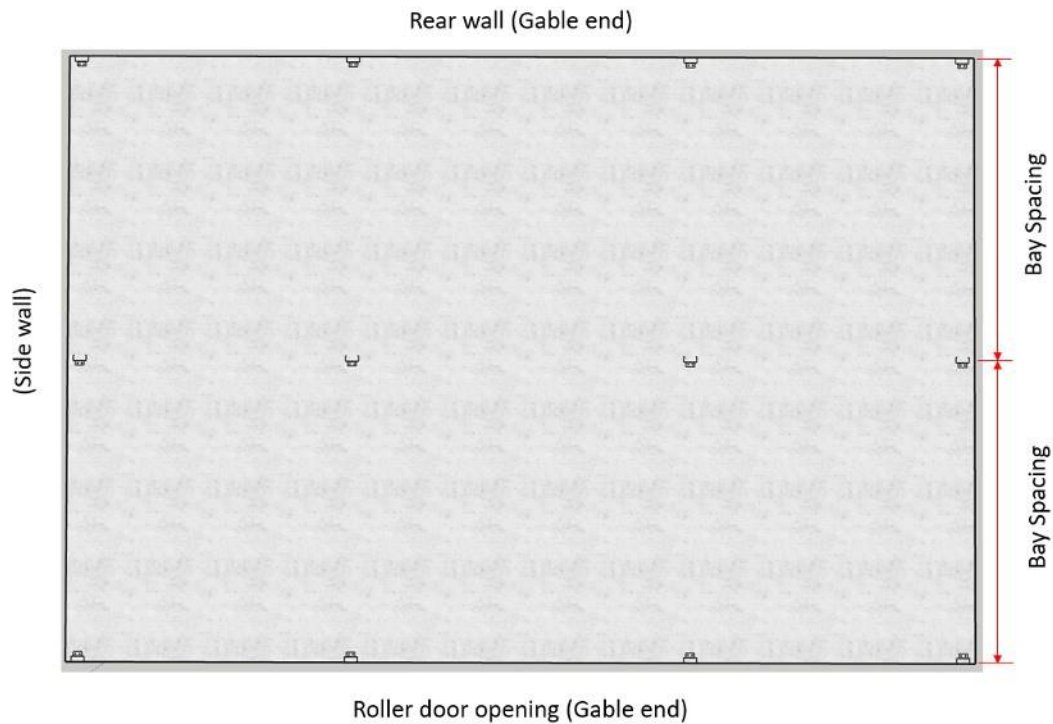 Rear wall (Gable end)
(Side wall)
Bay Spacing
Bay Spacing
Roller door opening (Gable end)